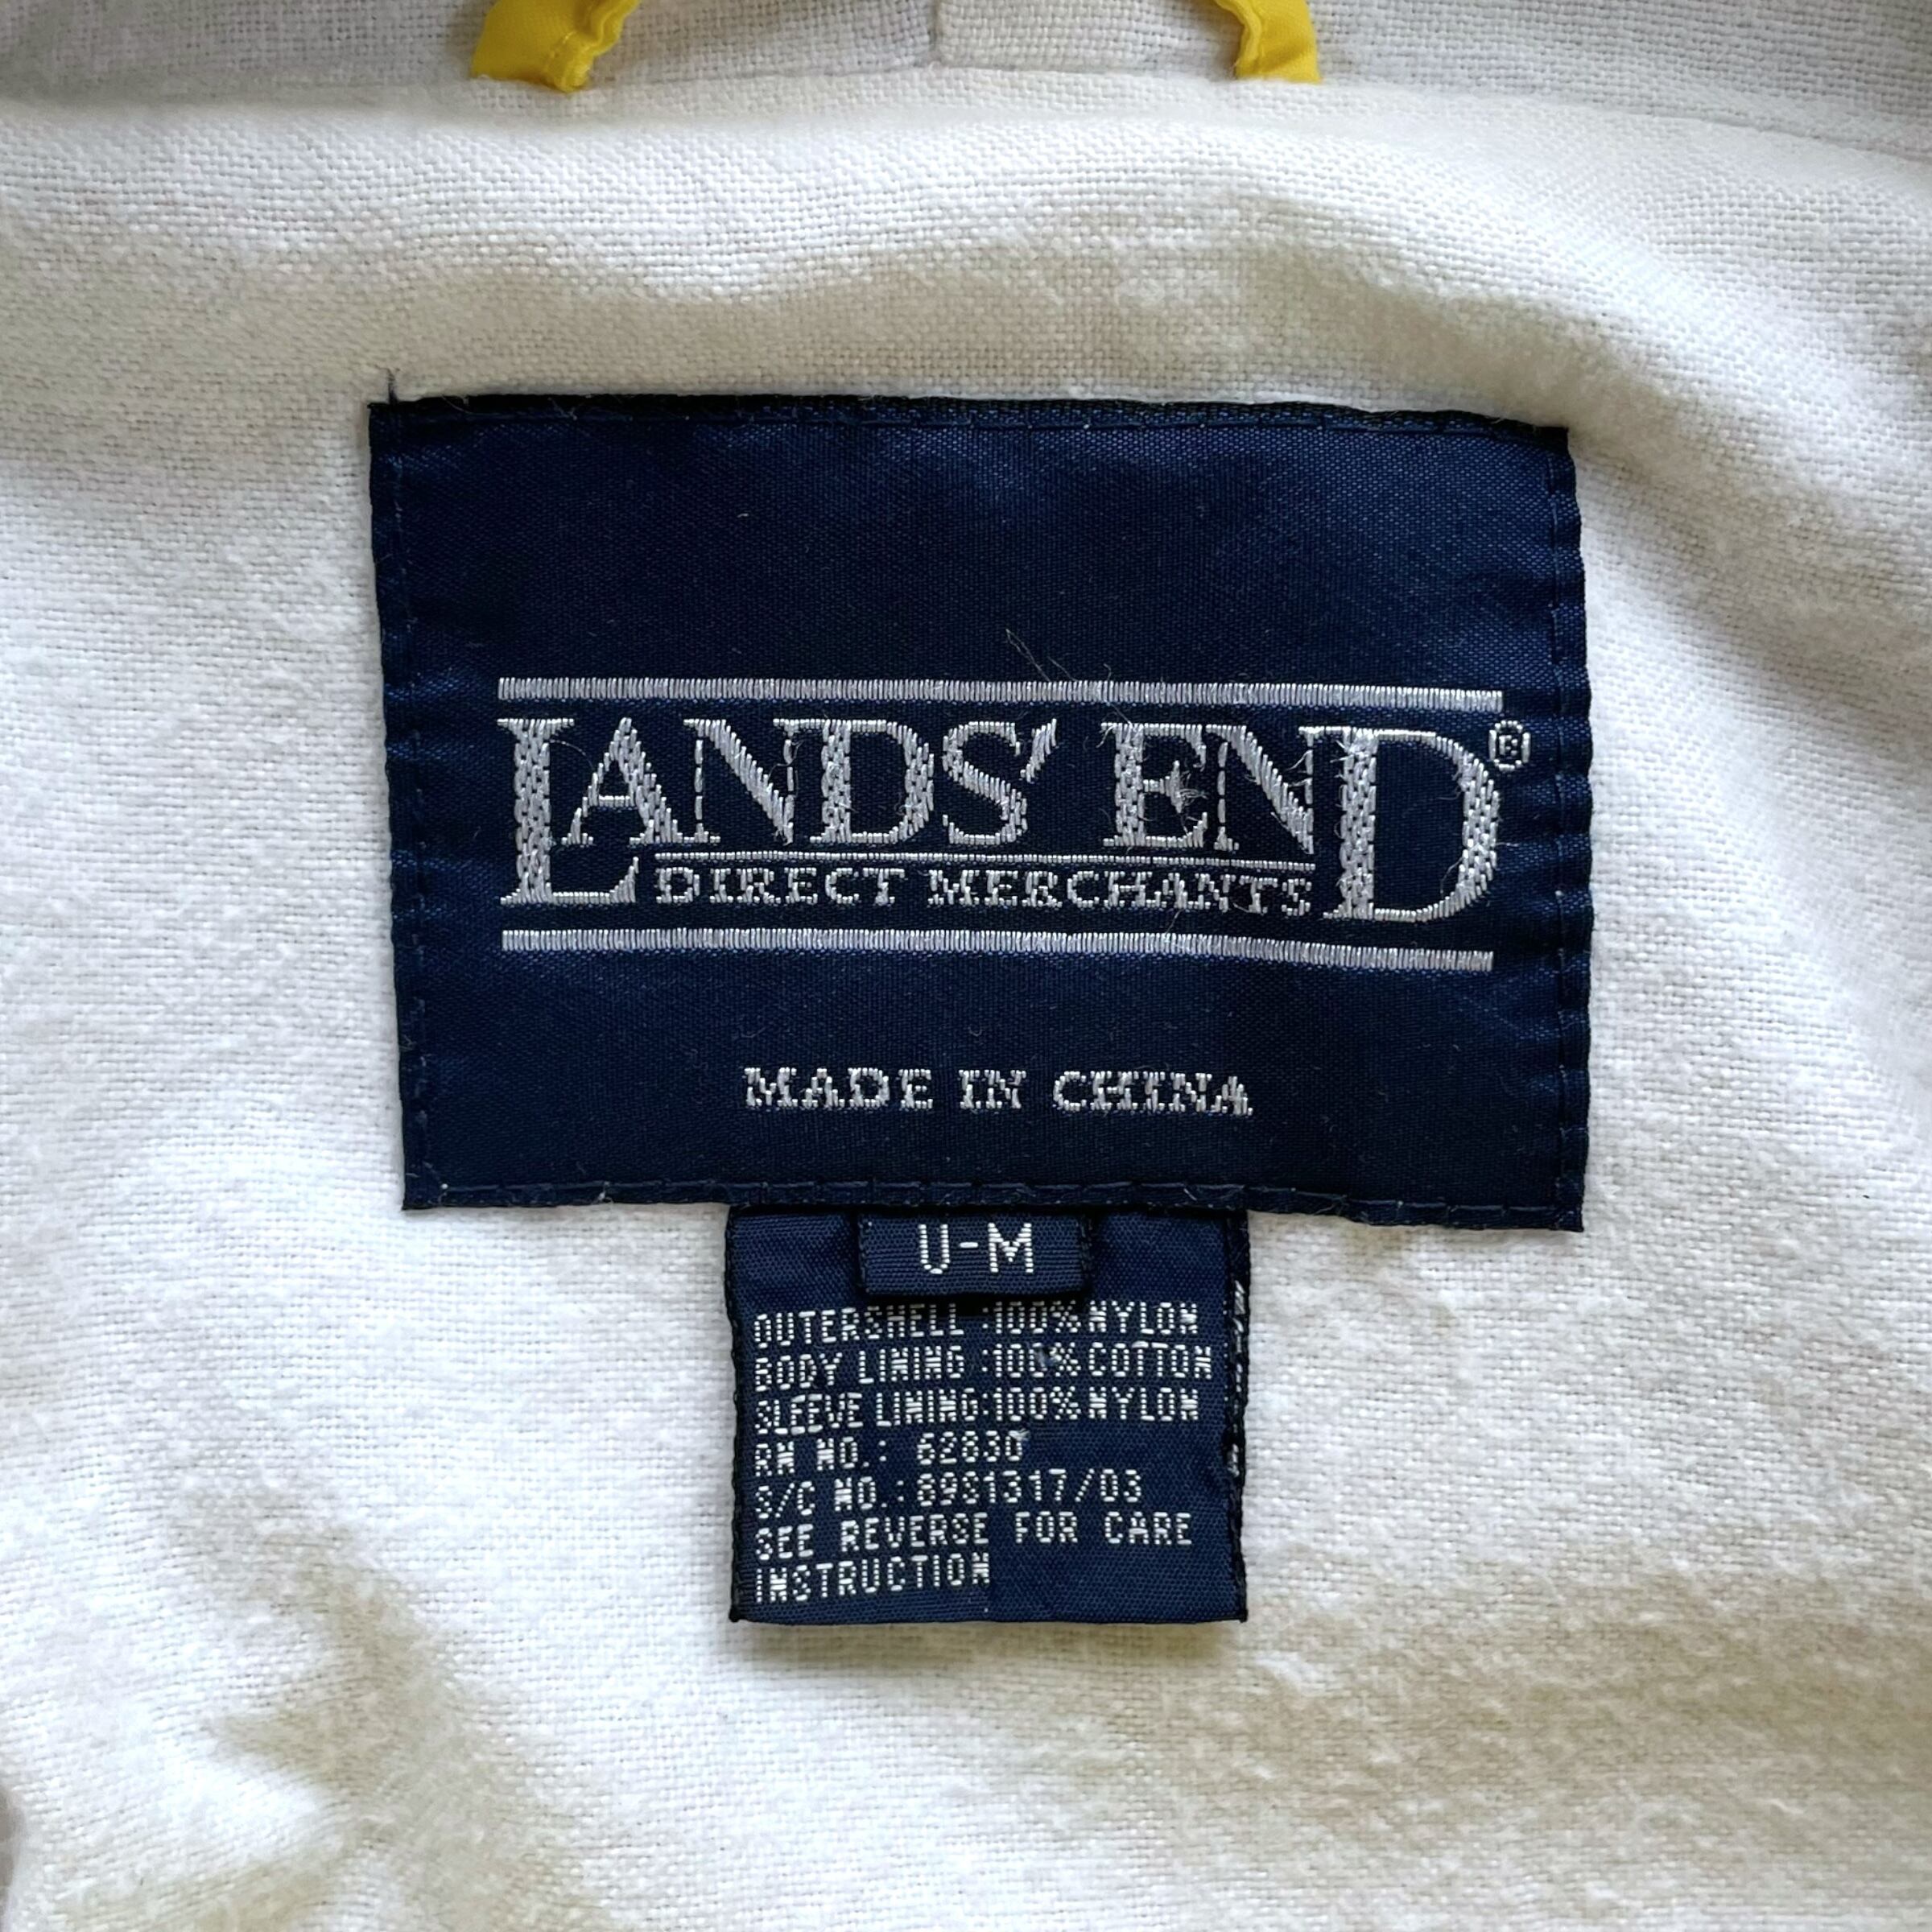 LANDS' END®
DIRECT MERCHANTS
MADE IN CHINA
U-M
OUTERSHELL :100% NYLON
BODY LINING :100% COTTON
SLEEVE LINING:100% NYLON
RN NO.: 62830
S/C NO.:89S1317/03
SEE REVERSE FOR CARE
INSTRUCTION